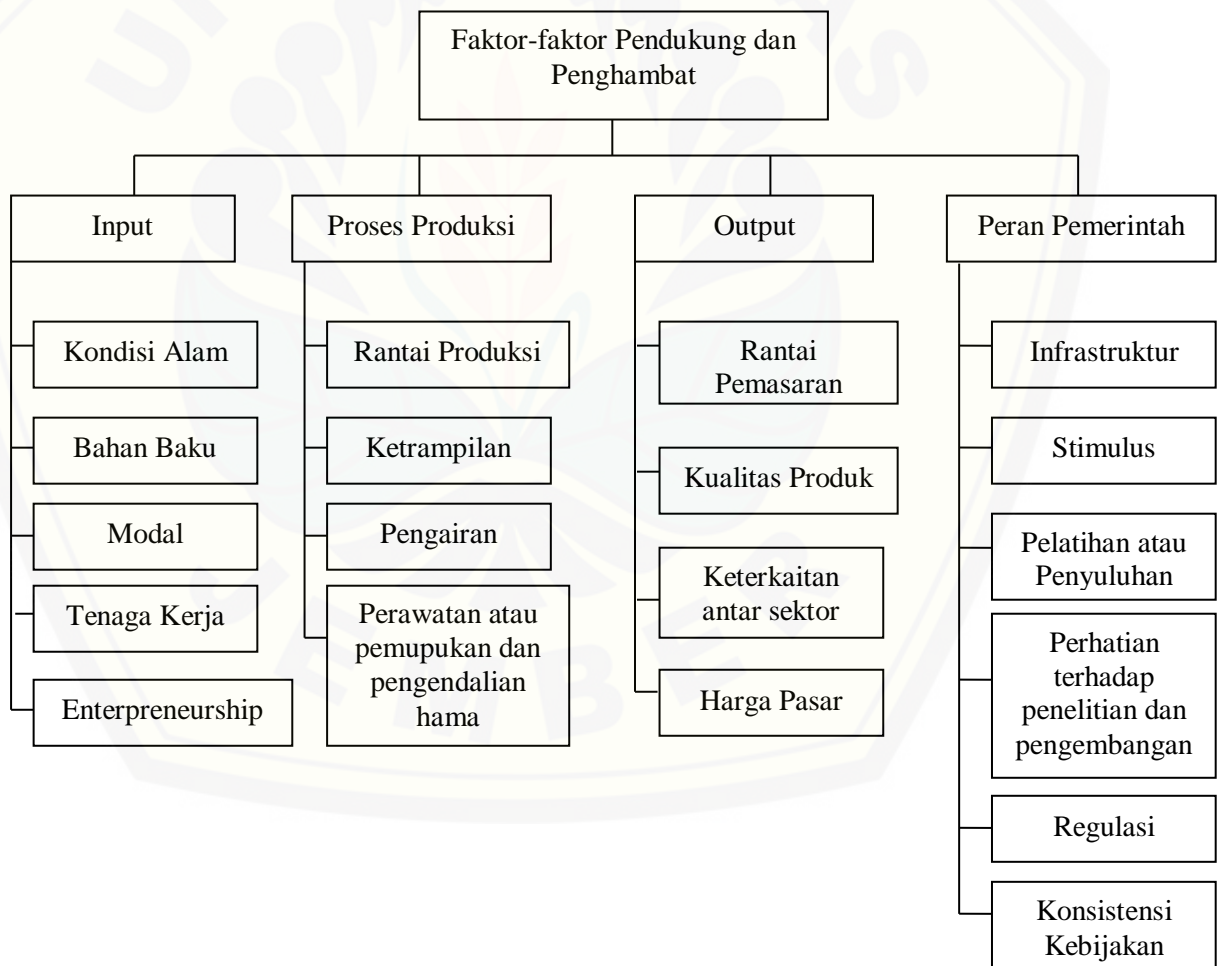 Faktor-faktor Pendukung dan
Penghambat
Input
Kondisi Alam
Bahan Baku
Modal
Tenaga Kerja
Enterpreneurship
Proses Produksi
Rantai Produksi
Ketrampilan
Pengairan
Perawatan atau
pemupukan dan
pengendalian
hama
Output
Rantai
Pemasaran
Kualitas Produk
Keterkaitan
antar sektor
Harga Pasar
Peran Pemerintah
Infrastruktur
Stimulus
Pelatihan atau
Penyuluhan
Perhatian
terhadap
penelitian dan
pengembangan
Regulasi
Konsistensi
Kebijakan